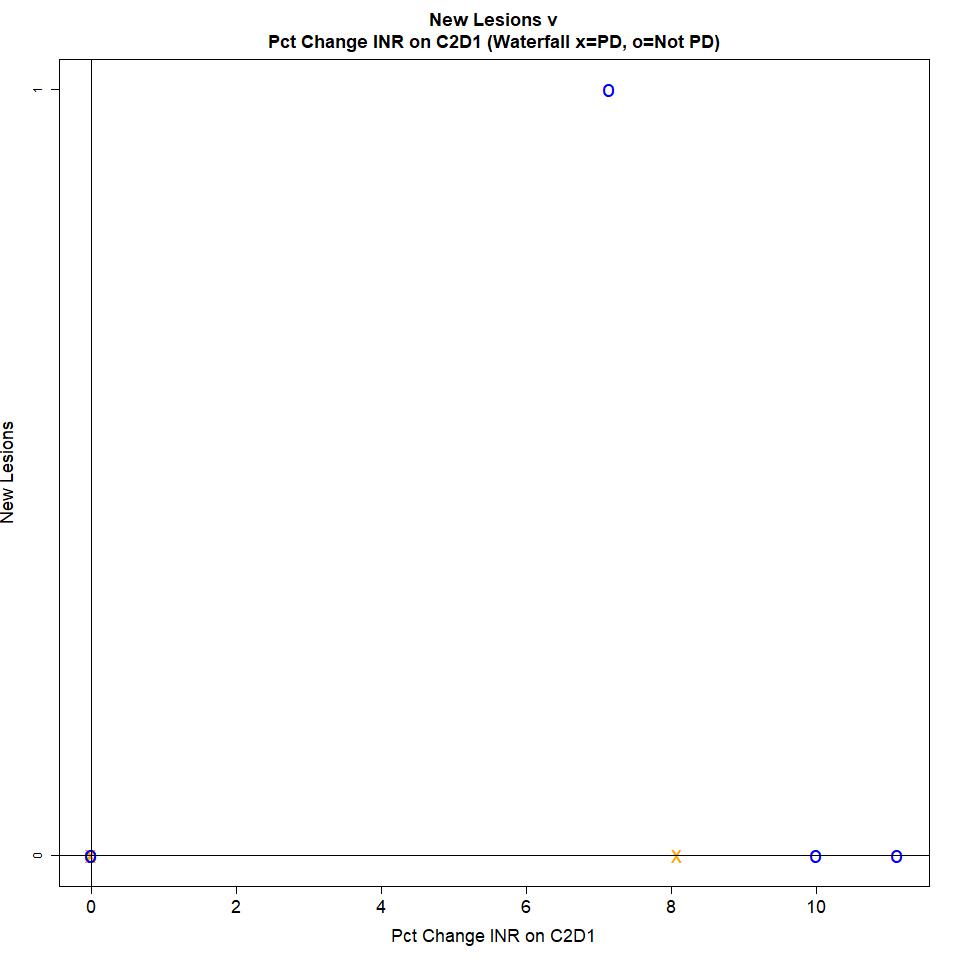 New Lesions v
Pct Change INR on C2D1 (Waterfall x=PD, o=Not PD)
1
o
New Lesions
0
o x o o
0 2 4 6 8 10
Pct Change INR on C2D1